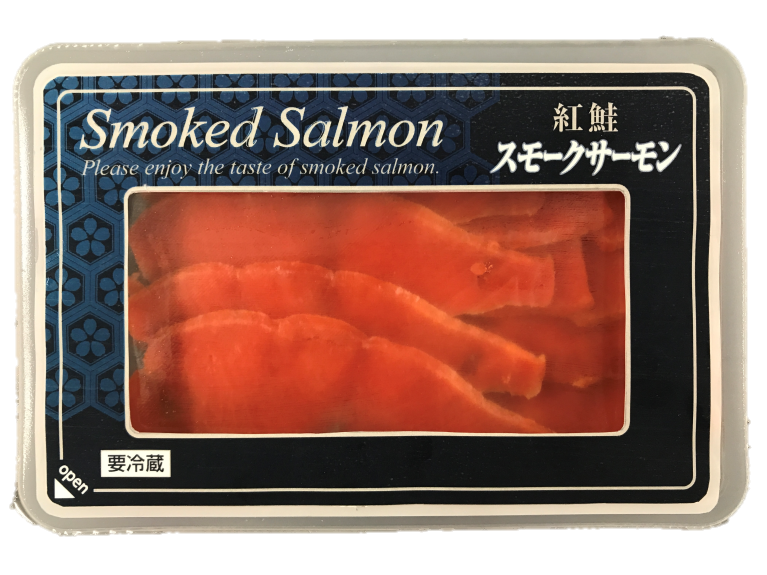 Smoked Salmon
Please enjoy the taste of smoked salmon.
紅鮭
スモークサーモン
要冷蔵
open